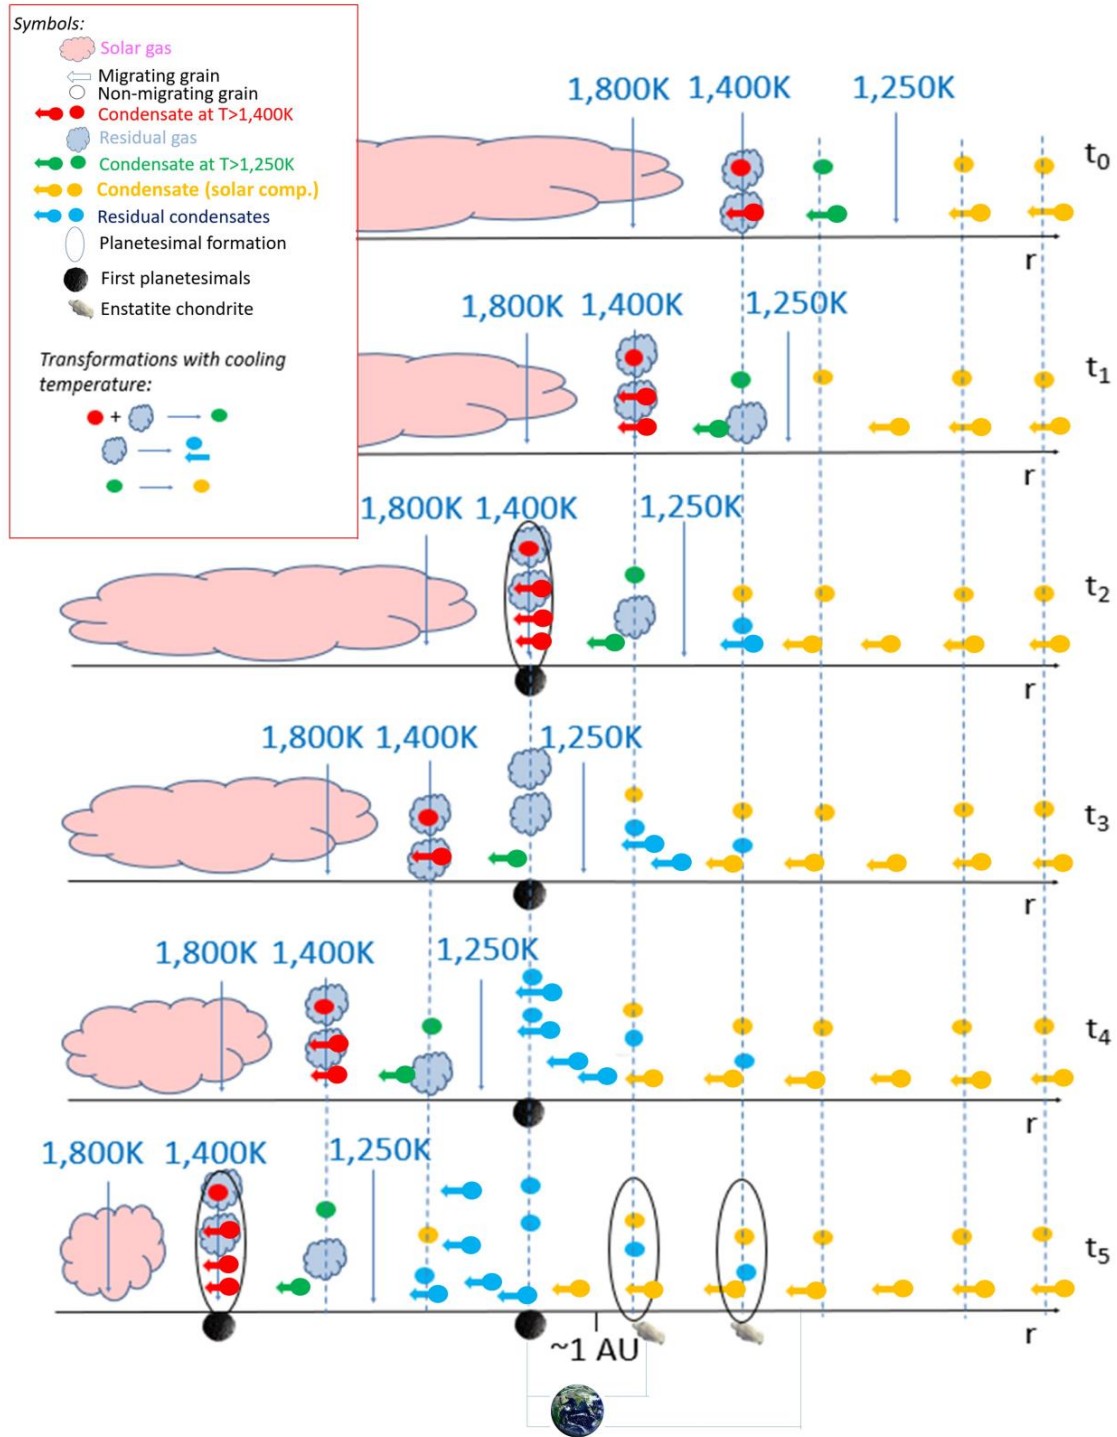 Symbols:
Solar gas
Migrating grain
Non-migrating grain
Condensate at T>1,400K
Residual gas
Condensate at T>1,250K
Condensate (solar comp.)
Residual condensates
Planetesimal formation
First planetesimals
Enstatite chondrite
Transformations with cooling
temperature:
+
1,800K 1,400K 1,250K
t0
r
1,800K 1,400K 1,250K
t1
r
1,800K 1,400K 1,250K
t2
r
1,800K 1,400K 1,250K
t3
r
1,800K 1,400K 1,250K
t4
r
1,800K 1,400K 1,250K
t5
r
~1 AU